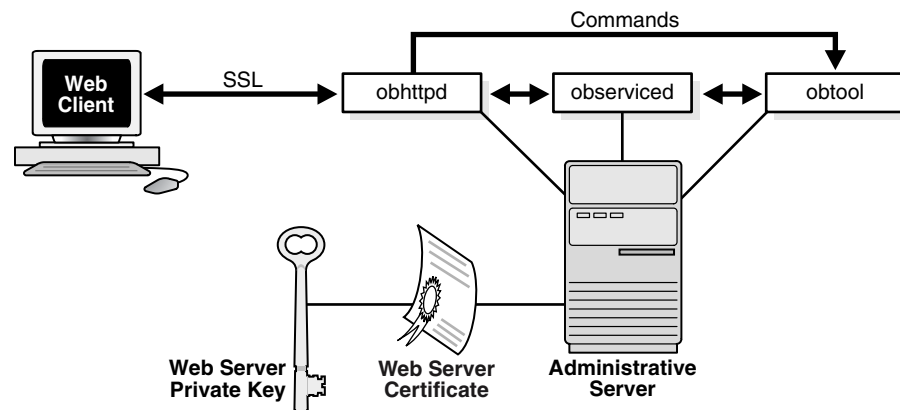 Commands
Web
Client
SSL
obhttpd
observiced
obtool
Web Server
Private Key
Web Server
Certificate
Administrative
Server